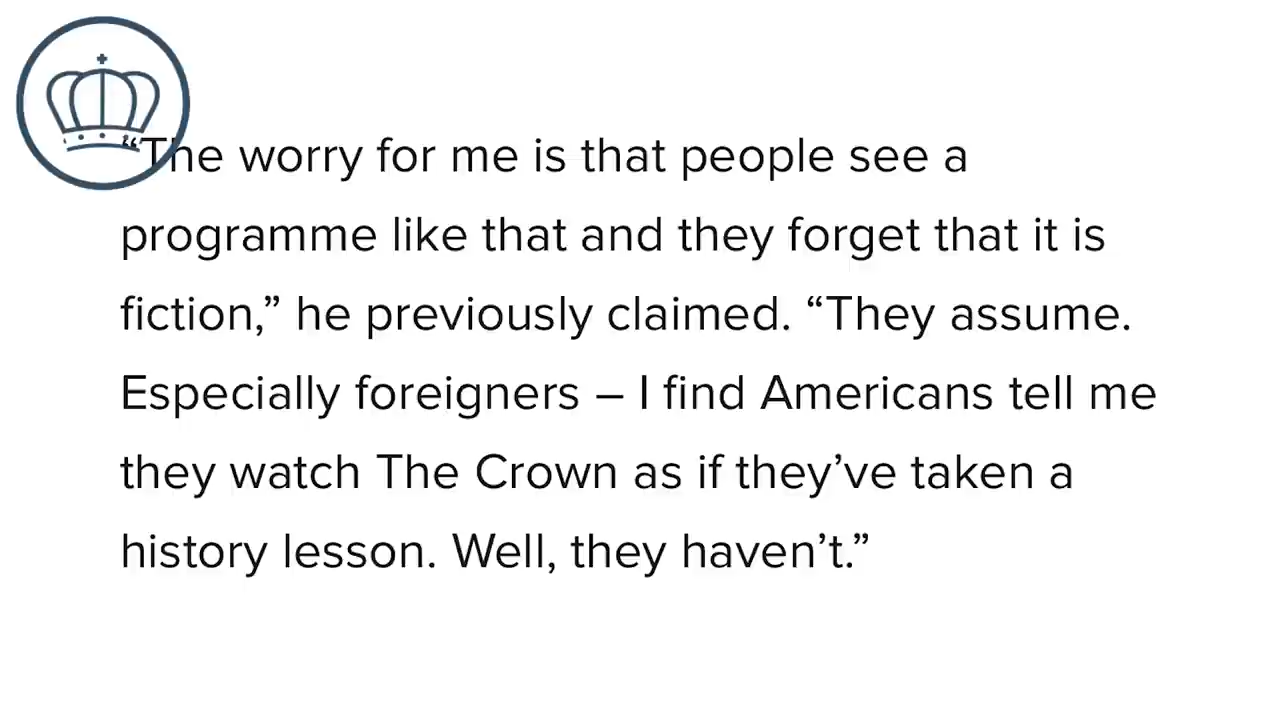 “The worry for me is that people see a
programme like that and they forget that it is
fiction,” he previously claimed. “They assume.
Especially foreigners – I find Americans tell me
they watch The Crown as if they’ve taken a
history lesson. Well, they haven’t.”